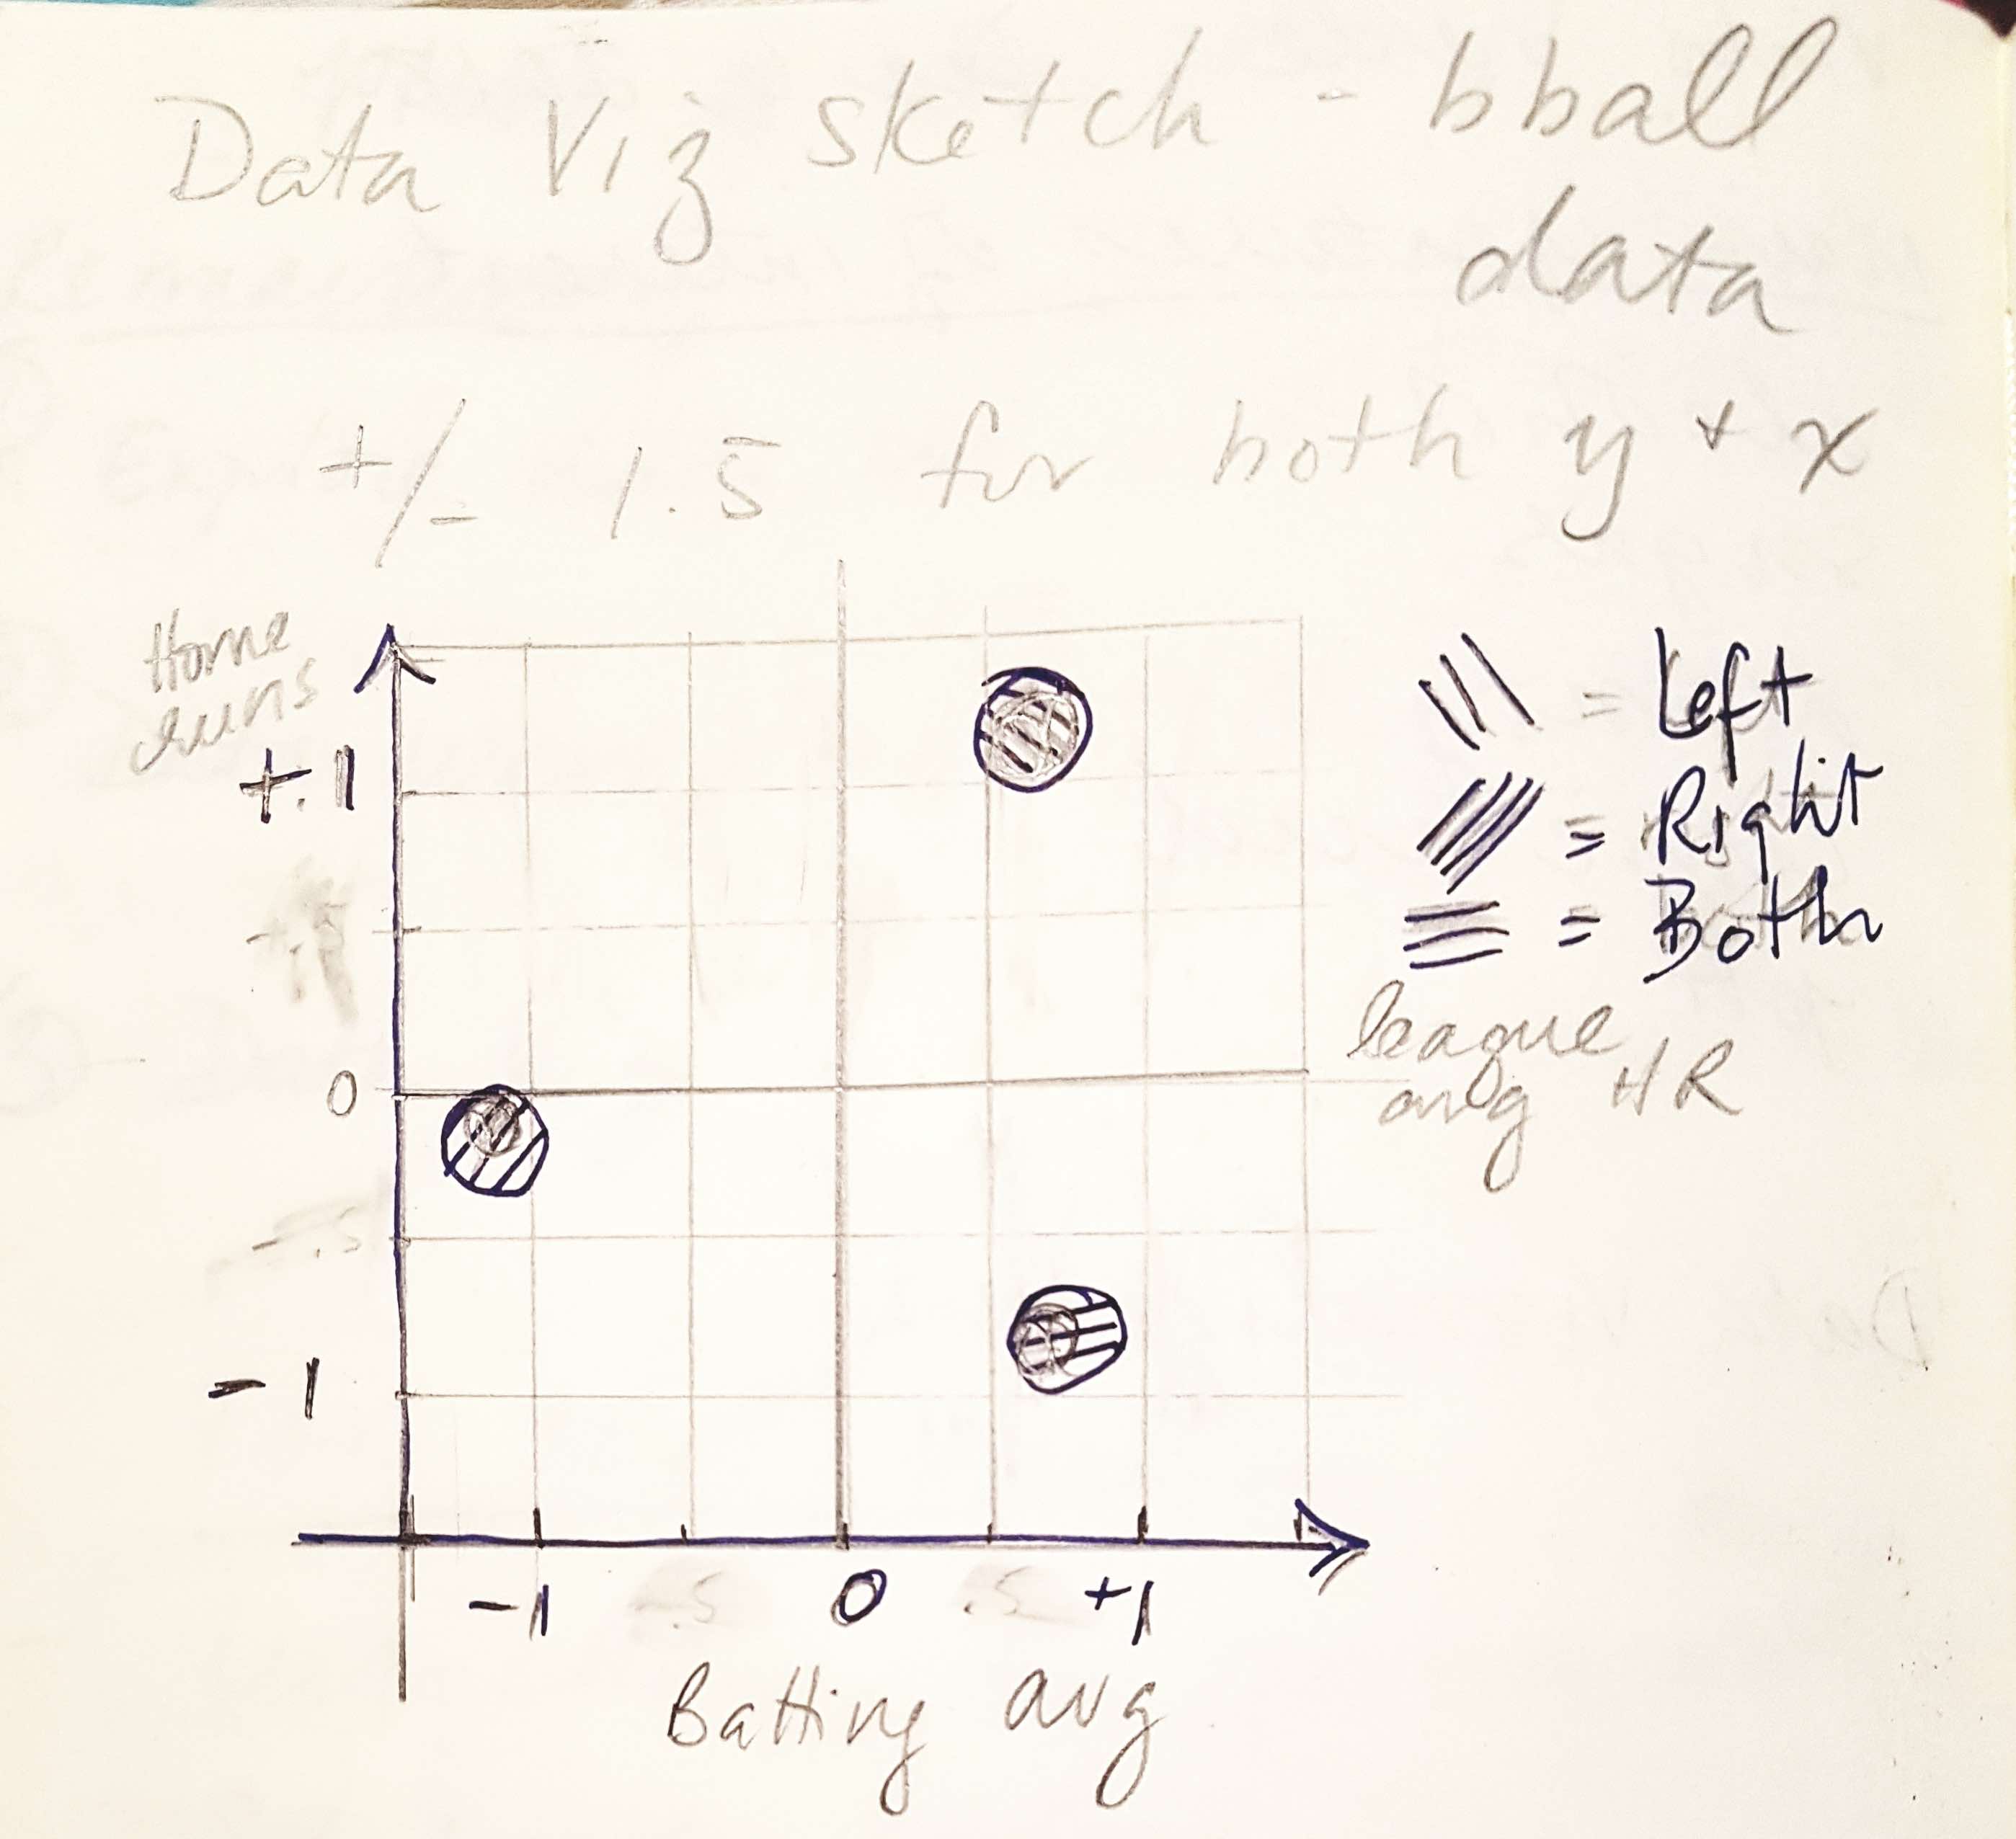 Data Viz sketch - bball
data
+/- 1.5 for both y + x
Home
runs
+.1
0
-.5
-1
= Left
= Right
= Both
league
avg HR
-1 -.5 0 .5 +1
Batting avg